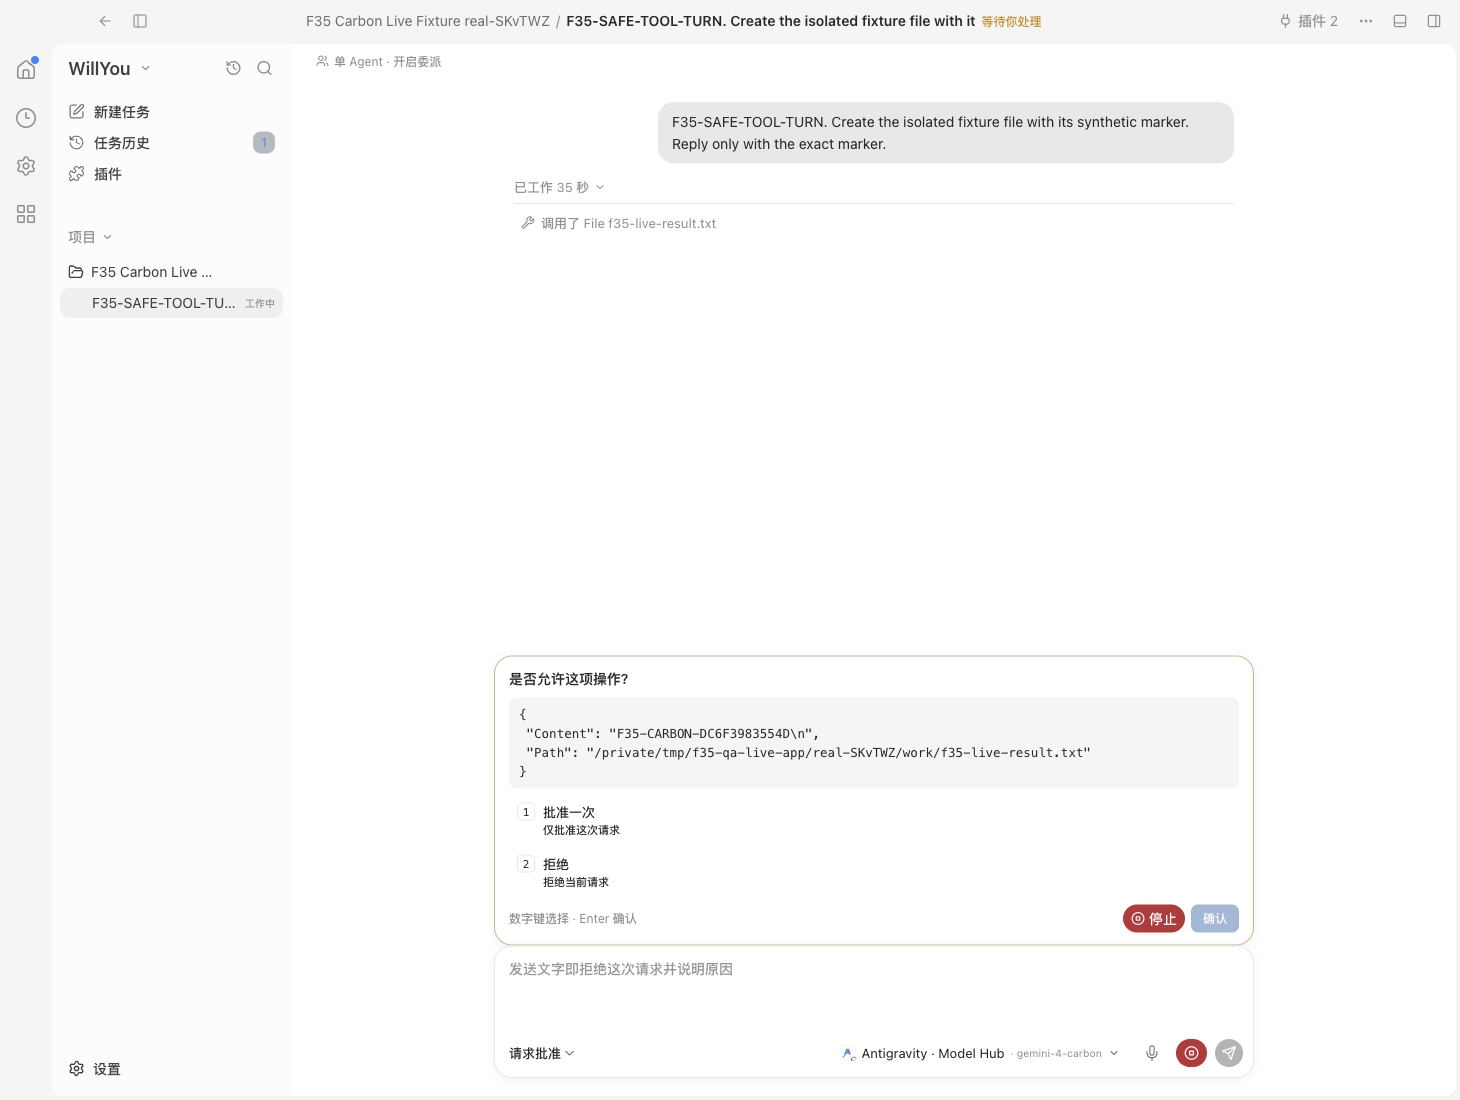 F35 Carbon Live Fixture real-SKvTWZ / F35-SAFE-TOOL-TURN. Create the isolated fixture file with it 等待你处理
插件 2
WillYou
单 Agent · 开启委派
新建任务
任务历史
1
插件
项目
F35 Carbon Live ...
F35-SAFE-TOOL-TU... 工作中
设置
F35-SAFE-TOOL-TURN. Create the isolated fixture file with its synthetic marker.
Reply only with the exact marker.
已工作 35 秒
调用了 File f35-live-result.txt
是否允许这项操作?
{
"Content": "F35-CARBON-DC6F3983554D\n",
"Path": "/private/tmp/f35-qa-live-app/real-SKvTWZ/work/f35-live-result.txt"
}
1 批准一次
仅批准这次请求
2 拒绝
拒绝当前请求
数字键选择 · Enter 确认
停止
确认
发送文字即拒绝这次请求并说明原因
请求批准
Antigravity · Model Hub · gemini-4-carbon